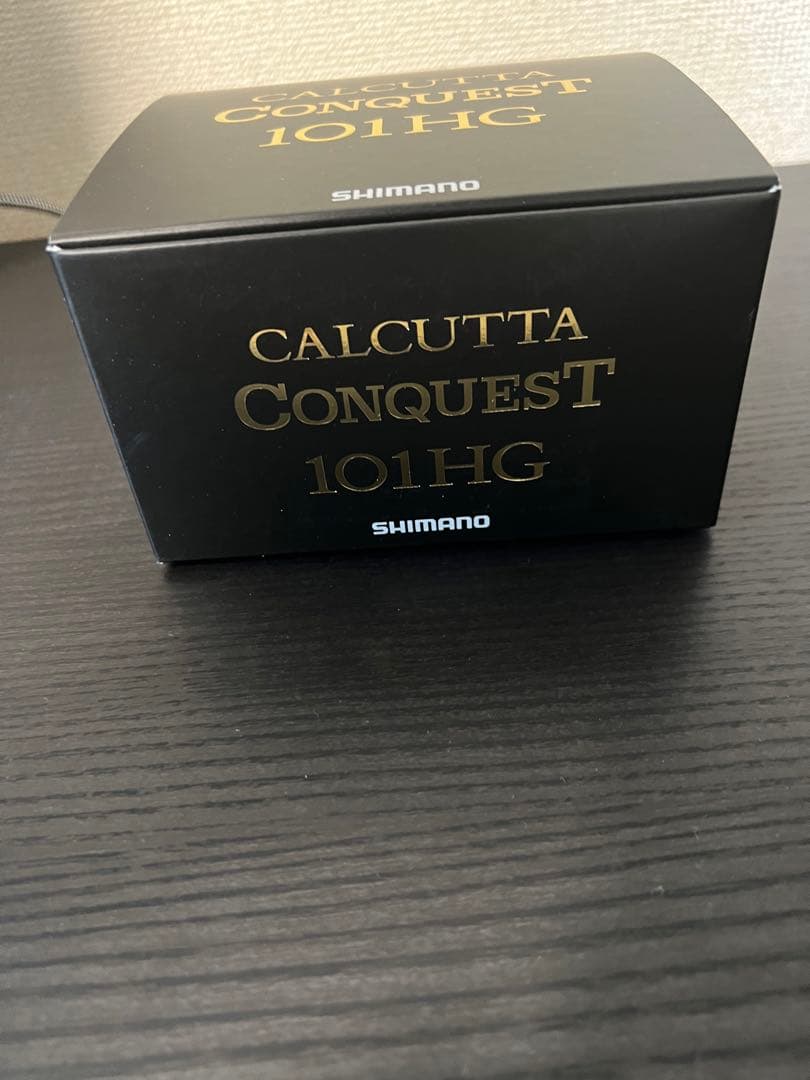 CALCUTTA
CONQUEST
101HG
SHIMANO
CALCUTTA
CONQUEST
101HG
SHIMANO